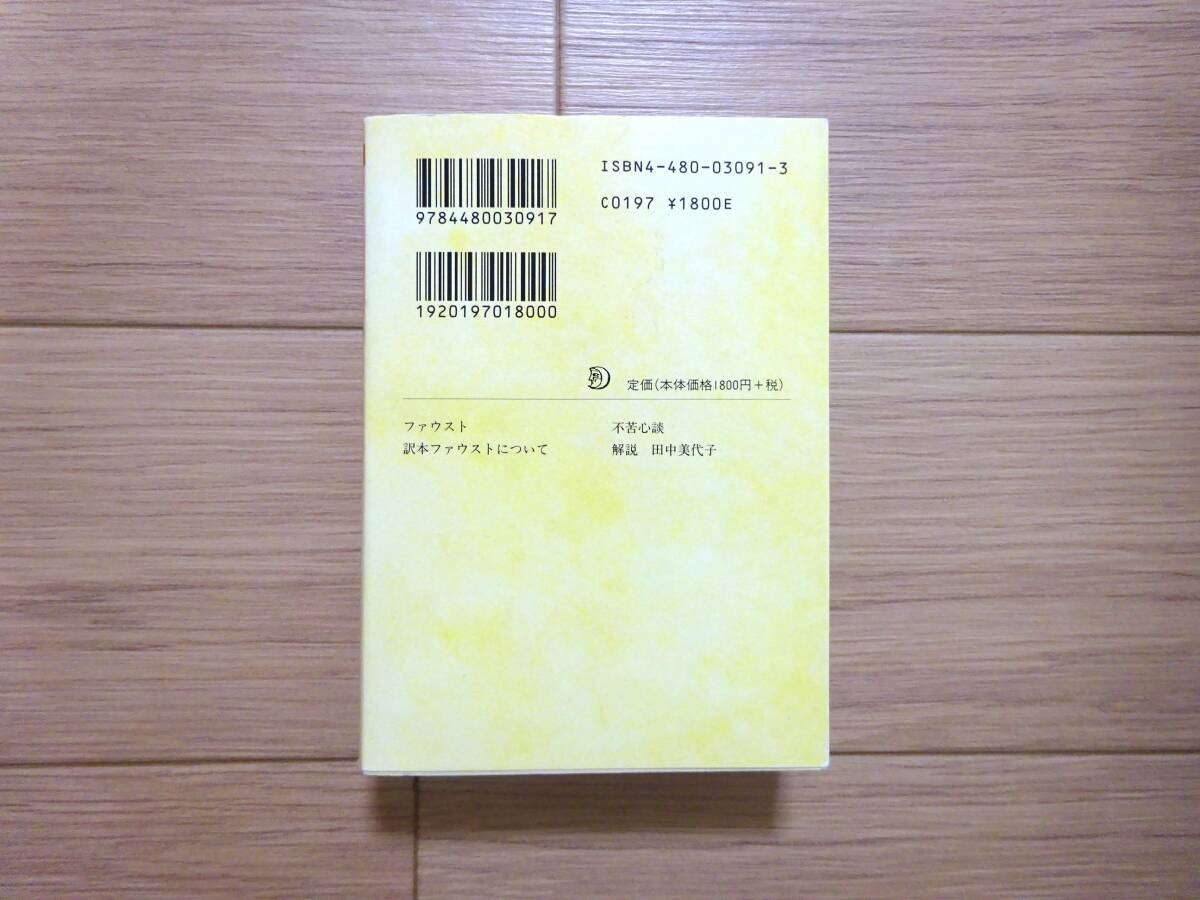 ISBN4-480-03091-3
9784480030917
C0197 ¥1800E
1920197018000
定価(本体価格1800円+税)
ファウスト
訳本ファウストについて
不苦心談
解説 田中美代子